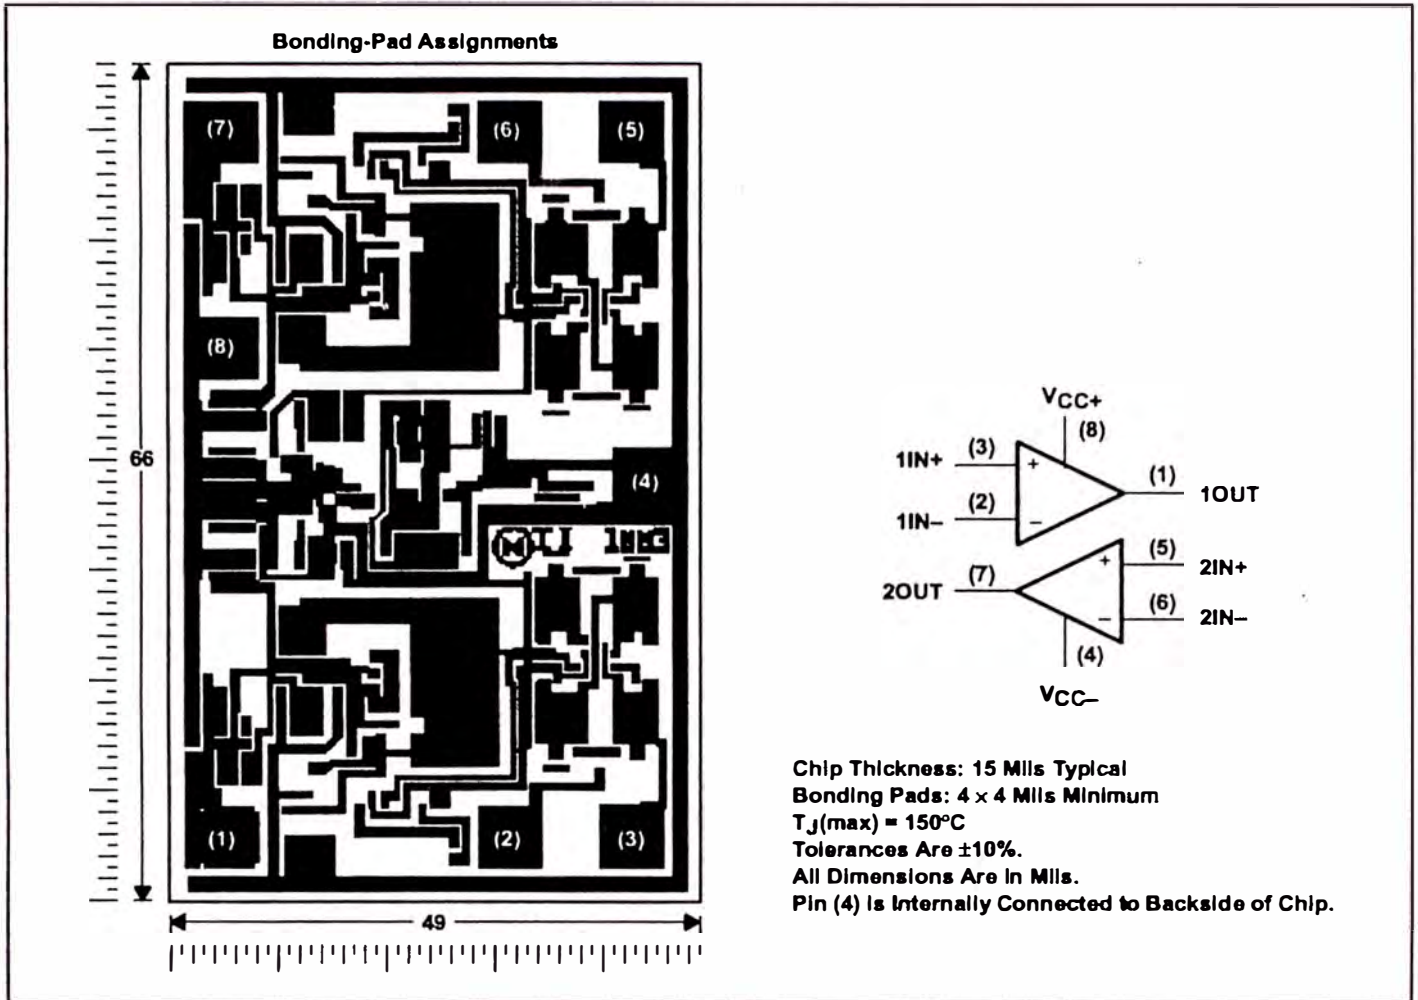 Bonding-Pad Assignments
(7)
(6)
(5)
(8)
66
(4)
TI
(1)
(2)
(3)
49
VCC+
(8)
(3)
1IN+
+
(1)
1OUT
(2)
1IN–
–
(5)
2IN+
+
(7)
2OUT
(6)
2IN–
–
(4)
VCC–
Chip Thickness: 15 Mils Typical
Bonding Pads: 4 x 4 Mils Minimum
TJ(max) = 150°C
Tolerances Are ±10%.
All Dimensions Are in Mils.
Pin (4) is Internally Connected to Backside of Chip.